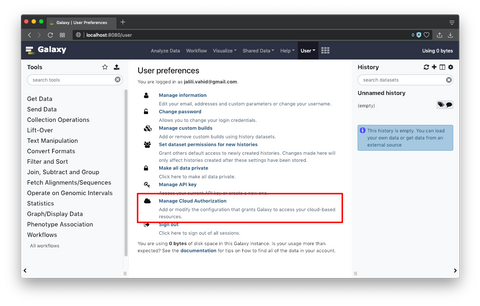 Galaxy | User Preferences
localhost:8080/user
Galaxy
Analyze Data Workflow Visualize Shared Data Help User
Using 0 bytes
Tools
search tools
Get Data
Send Data
Collection Operations
Lift-Over
Text Manipulation
Convert Formats
Filter and Sort
Join, Subtract and Group
Fetch Alignments/Sequences
Operate on Genomic Intervals
Statistics
Graph/Display Data
Phenotype Association
Workflows
All workflows
User preferences
You are logged in as jalili.vahid@gmail.com.
Manage information
Edit your email, addresses and custom parameters or change your username.
Change password
Allows you to change your login credentials.
Manage custom builds
Add or remove custom builds using history datasets.
Set dataset permissions for new histories
Grant others default access to newly created histories. Changes made here will
only affect histories created after these settings have been stored.
Make all data private
Click here to make all data private.
Manage API key
Manage Cloud Authorization
Add or modify the configuration that grants Galaxy to access your cloud-based
resources.
Sign out
Click here to sign out of all sessions.
You are using 0 bytes of disk space in this Galaxy instance. Is your usage more than
expected? See the documentation for tips on how to find all of the data in your account.
History
search datasets
Unnamed history
(empty)
This history is empty. You can load
your own data or get data from an
external source